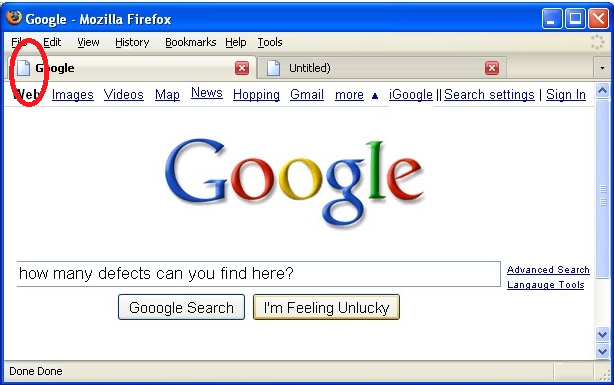 Google - Mozilla Firefox
File Edit View History Bookmarks Help Tools
Google Untitled)
Web Images Videos Map News Hopping Gmail more ▲ iGoogle || Search settings | Sign In
Google
how many defects can you find here?
Advanced Search
Langauge Tools
Gooogle Search I'm Feeling Unlucky
Done Done